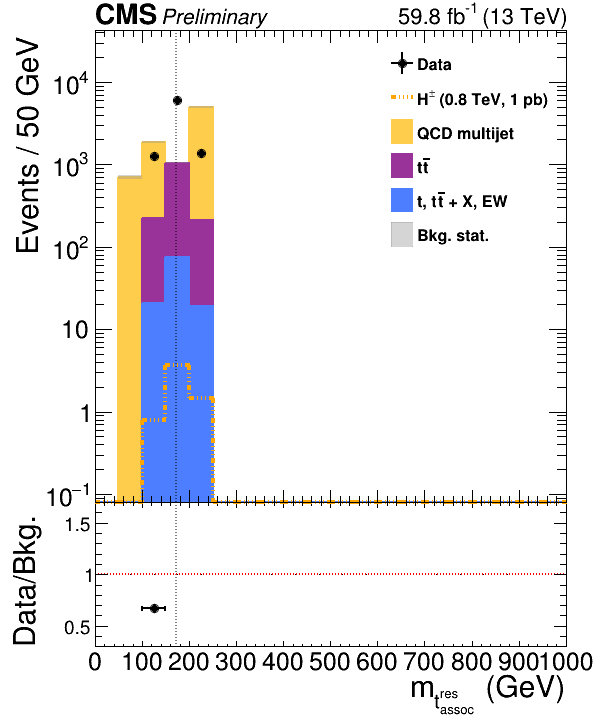 CMS Preliminary 59.8 fb⁻¹ (13 TeV)
Events / 50 GeV
10⁴
10³
10²
10
1
10⁻¹
Data
H± (0.8 TeV, 1 pb)
QCD multijet
tt̅
t, tt̅ + X, EW
Bkg. stat.
Data/Bkg.
1.5
1
0.5
0 100 200 300 400 500 600 700 800 900 1000
m_{t^{res}_{assoc}} (GeV)